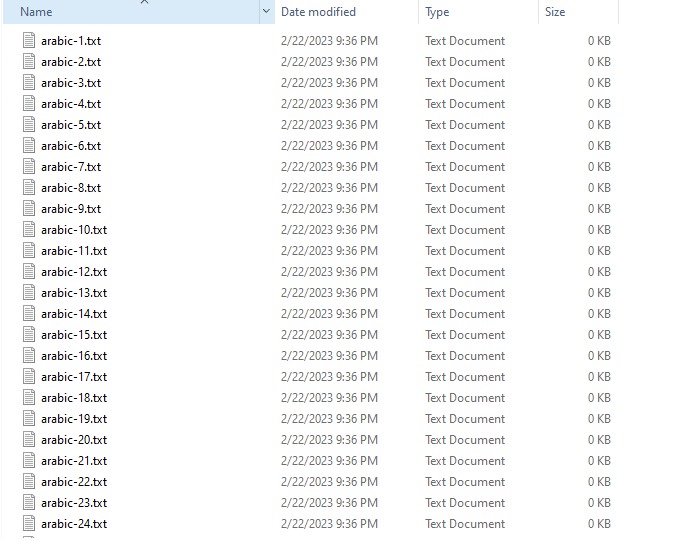 Name Date modified Type Size
arabic-1.txt 2/22/2023 9:36 PM Text Document 0 KB
arabic-2.txt 2/22/2023 9:36 PM Text Document 0 KB
arabic-3.txt 2/22/2023 9:36 PM Text Document 0 KB
arabic-4.txt 2/22/2023 9:36 PM Text Document 0 KB
arabic-5.txt 2/22/2023 9:36 PM Text Document 0 KB
arabic-6.txt 2/22/2023 9:36 PM Text Document 0 KB
arabic-7.txt 2/22/2023 9:36 PM Text Document 0 KB
arabic-8.txt 2/22/2023 9:36 PM Text Document 0 KB
arabic-9.txt 2/22/2023 9:36 PM Text Document 0 KB
arabic-10.txt 2/22/2023 9:36 PM Text Document 0 KB
arabic-11.txt 2/22/2023 9:36 PM Text Document 0 KB
arabic-12.txt 2/22/2023 9:36 PM Text Document 0 KB
arabic-13.txt 2/22/2023 9:36 PM Text Document 0 KB
arabic-14.txt 2/22/2023 9:36 PM Text Document 0 KB
arabic-15.txt 2/22/2023 9:36 PM Text Document 0 KB
arabic-16.txt 2/22/2023 9:36 PM Text Document 0 KB
arabic-17.txt 2/22/2023 9:36 PM Text Document 0 KB
arabic-18.txt 2/22/2023 9:36 PM Text Document 0 KB
arabic-19.txt 2/22/2023 9:36 PM Text Document 0 KB
arabic-20.txt 2/22/2023 9:36 PM Text Document 0 KB
arabic-21.txt 2/22/2023 9:36 PM Text Document 0 KB
arabic-22.txt 2/22/2023 9:36 PM Text Document 0 KB
arabic-23.txt 2/22/2023 9:36 PM Text Document 0 KB
arabic-24.txt 2/22/2023 9:36 PM Text Document 0 KB